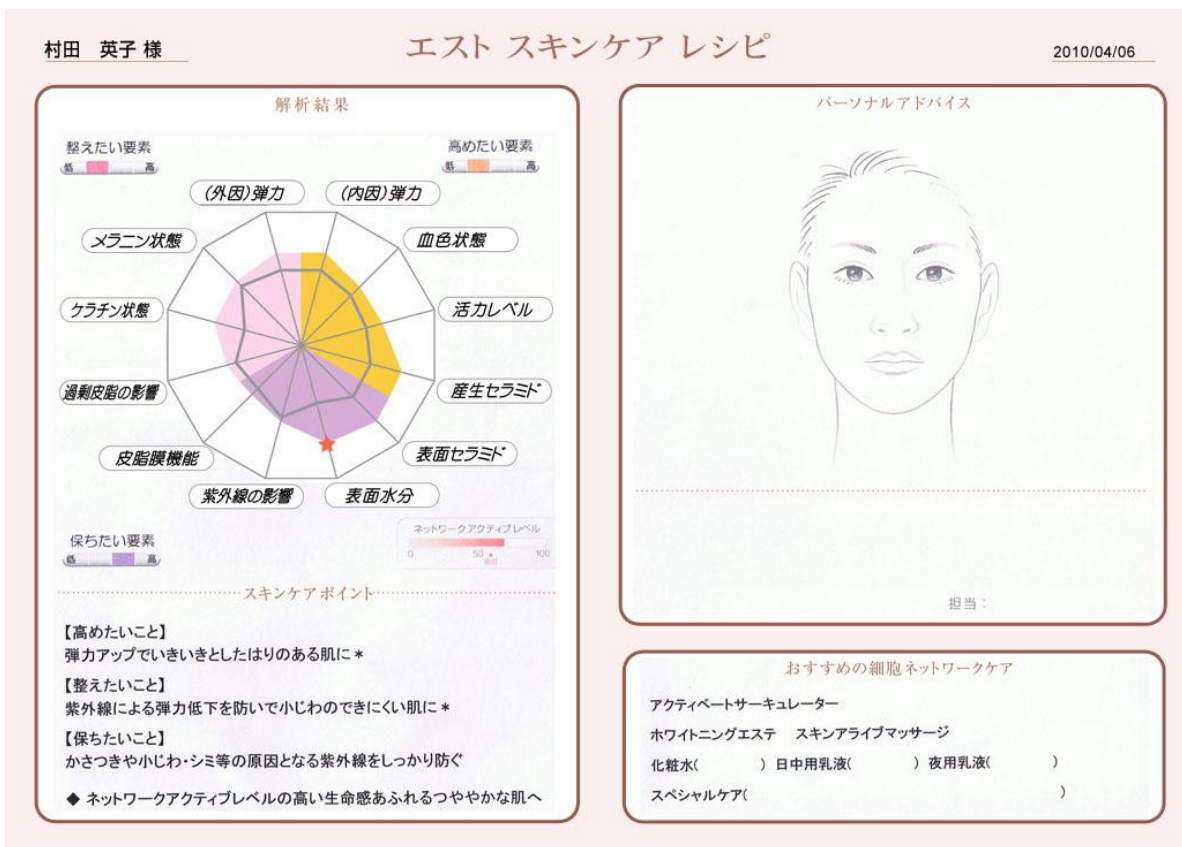 村田　英子 様
エスト スキンケア レシピ
2010/04/06
解析結果
整えたい要素
低 高
高めたい要素
低 高
(外因)弾力
(内因)弾力
メラニン状態
血色状態
ケラチン状態
活力レベル
過剰皮脂の影響
産生セラミド
皮脂膜機能
表面セラミド
紫外線の影響
表面水分
保ちたい要素
低 高
ネットワークアクティブレベル
0 50 100
スキンケアポイント
【高めたいこと】
弾力アップでいきいきとしたはりのある肌に＊
【整えたいこと】
紫外線による弾力低下を防いで小じわのできにくい肌に＊
【保ちたいこと】
かさつきや小じわ・シミ等の原因となる紫外線をしっかり防ぐ
◆ ネットワークアクティブレベルの高い生命感あふれるつややかな肌へ
パーソナルアドバイス
担当：
おすすめの細胞ネットワークケア
アクティベートサーキュレーター
ホワイトニングエステ　スキンアライブマッサージ
化粧水(　　　　) 日中用乳液(　　　　) 夜用乳液(　　　　)
スペシャルケア(　　　　　　　　　　　　　　　　　　　　)